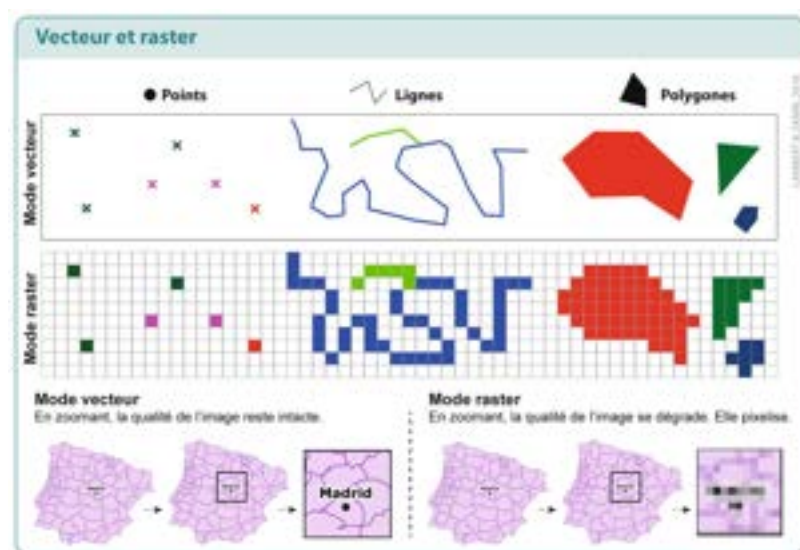 Vecteur et raster
Points
Lignes
Polygones
Mode vecteur
Mode raster
Mode vecteur
En zoomant, la qualité de l'image reste intacte.
Mode raster
En zoomant, la qualité de l'image se dégrade. Elle pixelise.
Madrid